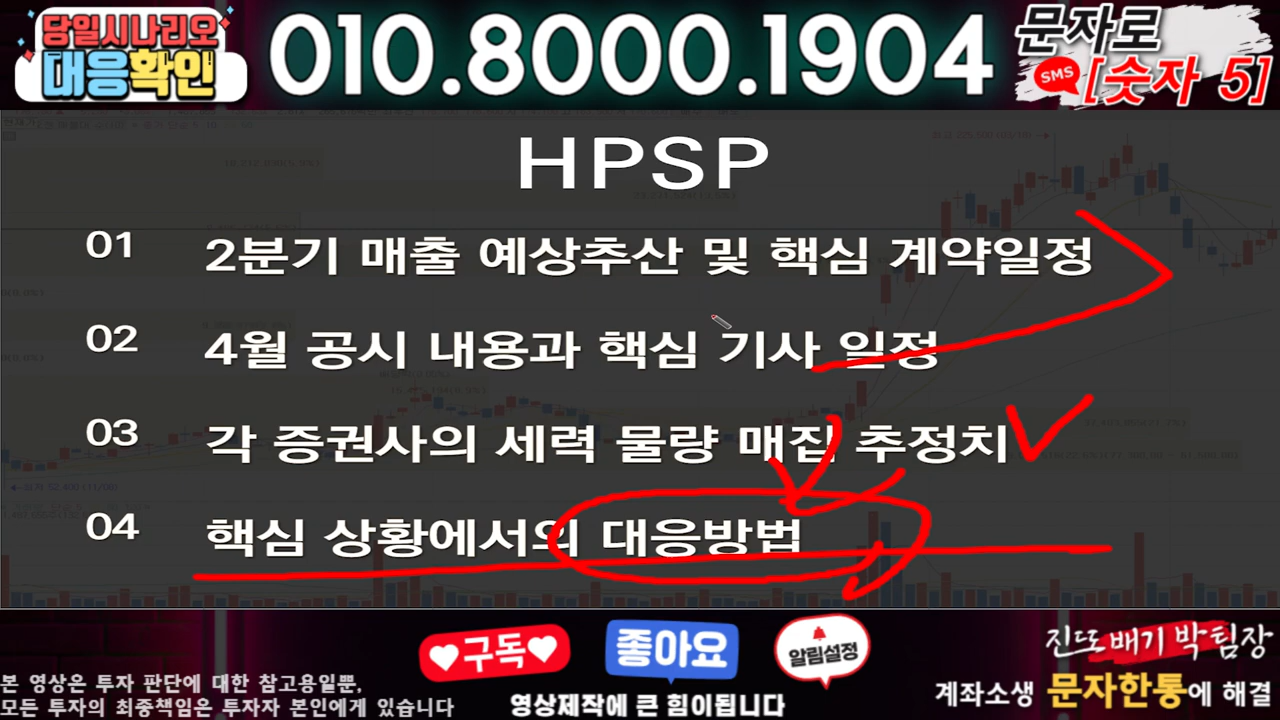 당일시나리오
대응확인
010.8000.1904
문자로
SMS [숫자 5]
HPSP
01 2분기 매출 예상추산 및 핵심 계약일정
02 4월 공시 내용과 핵심 기사 일정
03 각 증권사의 세력 물량 매집 추정치
04 핵심 상황에서의 대응방법
구독
좋아요
알림설정
영상제작에 큰 힘이됩니다
본 영상은 투자 판단에 대한 참고용일뿐,
모든 투자의 최종책임은 투자자 본인에게 있습니다
진또배기 박팀장
계좌소생 문자한통에 해결